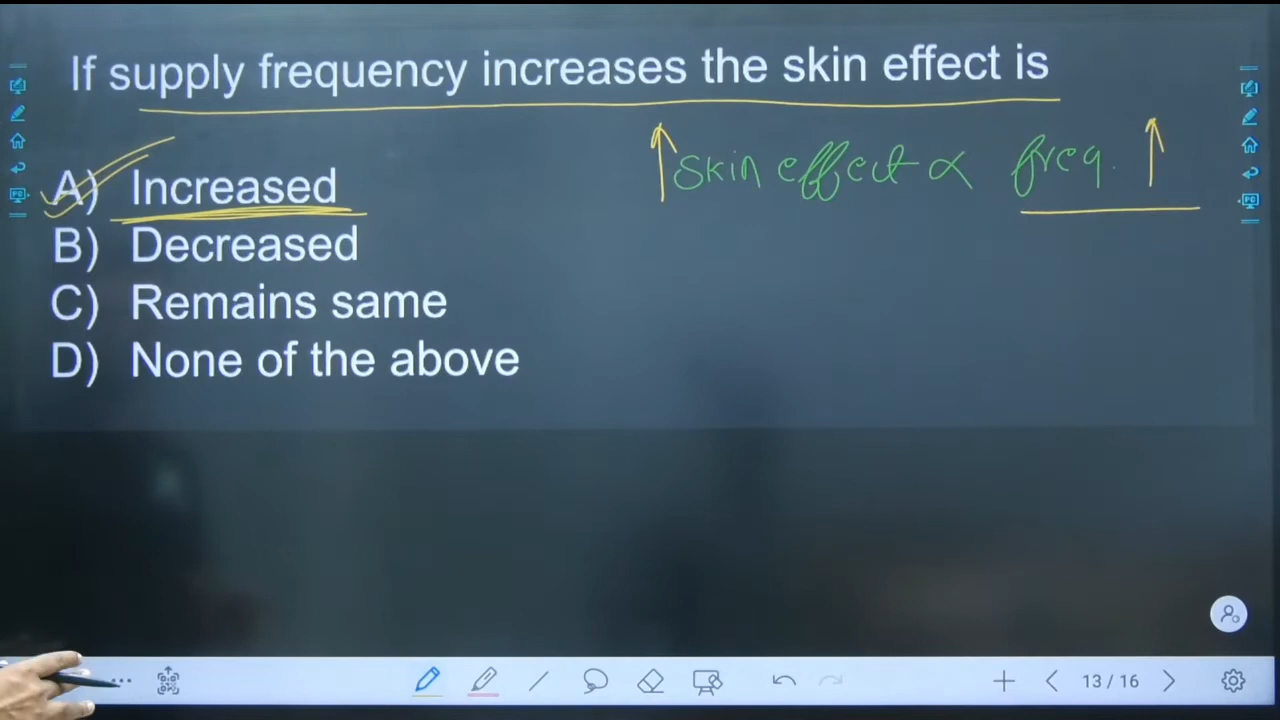 If supply frequency increases the skin effect is
↑ Skin effect ∝ freq. ↑
A) Increased
B) Decreased
C) Remains same
D) None of the above
13 / 16